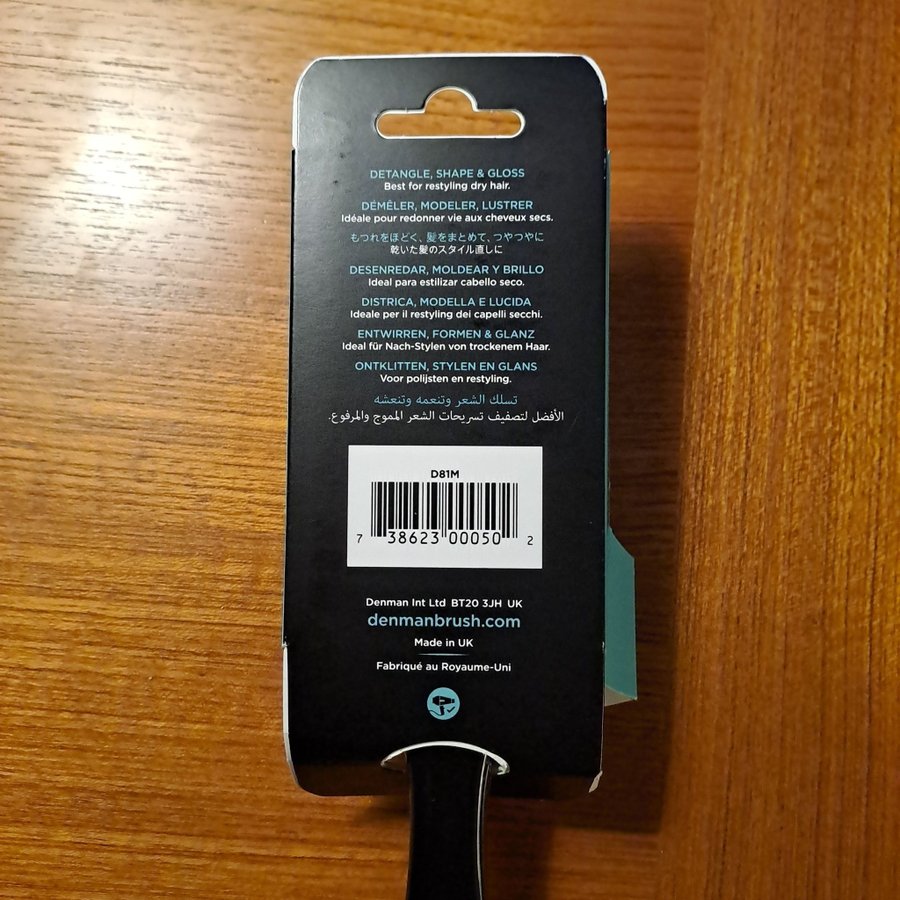 DETANGLE, SHAPE & GLOSS
Best for restyling dry hair.
DÉMÊLER, MODELER, LUSTRER
Idéale pour redonner vie aux cheveux secs.
もつれをほどく、髪をまとめて、つやつやに
乾いた髪のスタイル直しに
DESENREDAR, MOLDEAR Y BRILLO
Ideal para estilizar cabello seco.
DISTRICA, MODELLA E LUCIDA
Ideale per il restyling dei capelli secchi.
ENTWIRREN, FORMEN & GLANZ
Ideal für Nach-Stylen von trockenem Haar.
ONTKLITTEN, STYLEN EN GLANS
Voor polijsten en restyling.
تسلك الشعر وتنعمه وتنعشه
الأفضل لتصفيف تسريحات الشعر المموج والمرفوع.
D81M
7 38623 00050 2
Denman Int Ltd BT20 3JH UK
denmanbrush.com
Made in UK
Fabriqué au Royaume-Uni